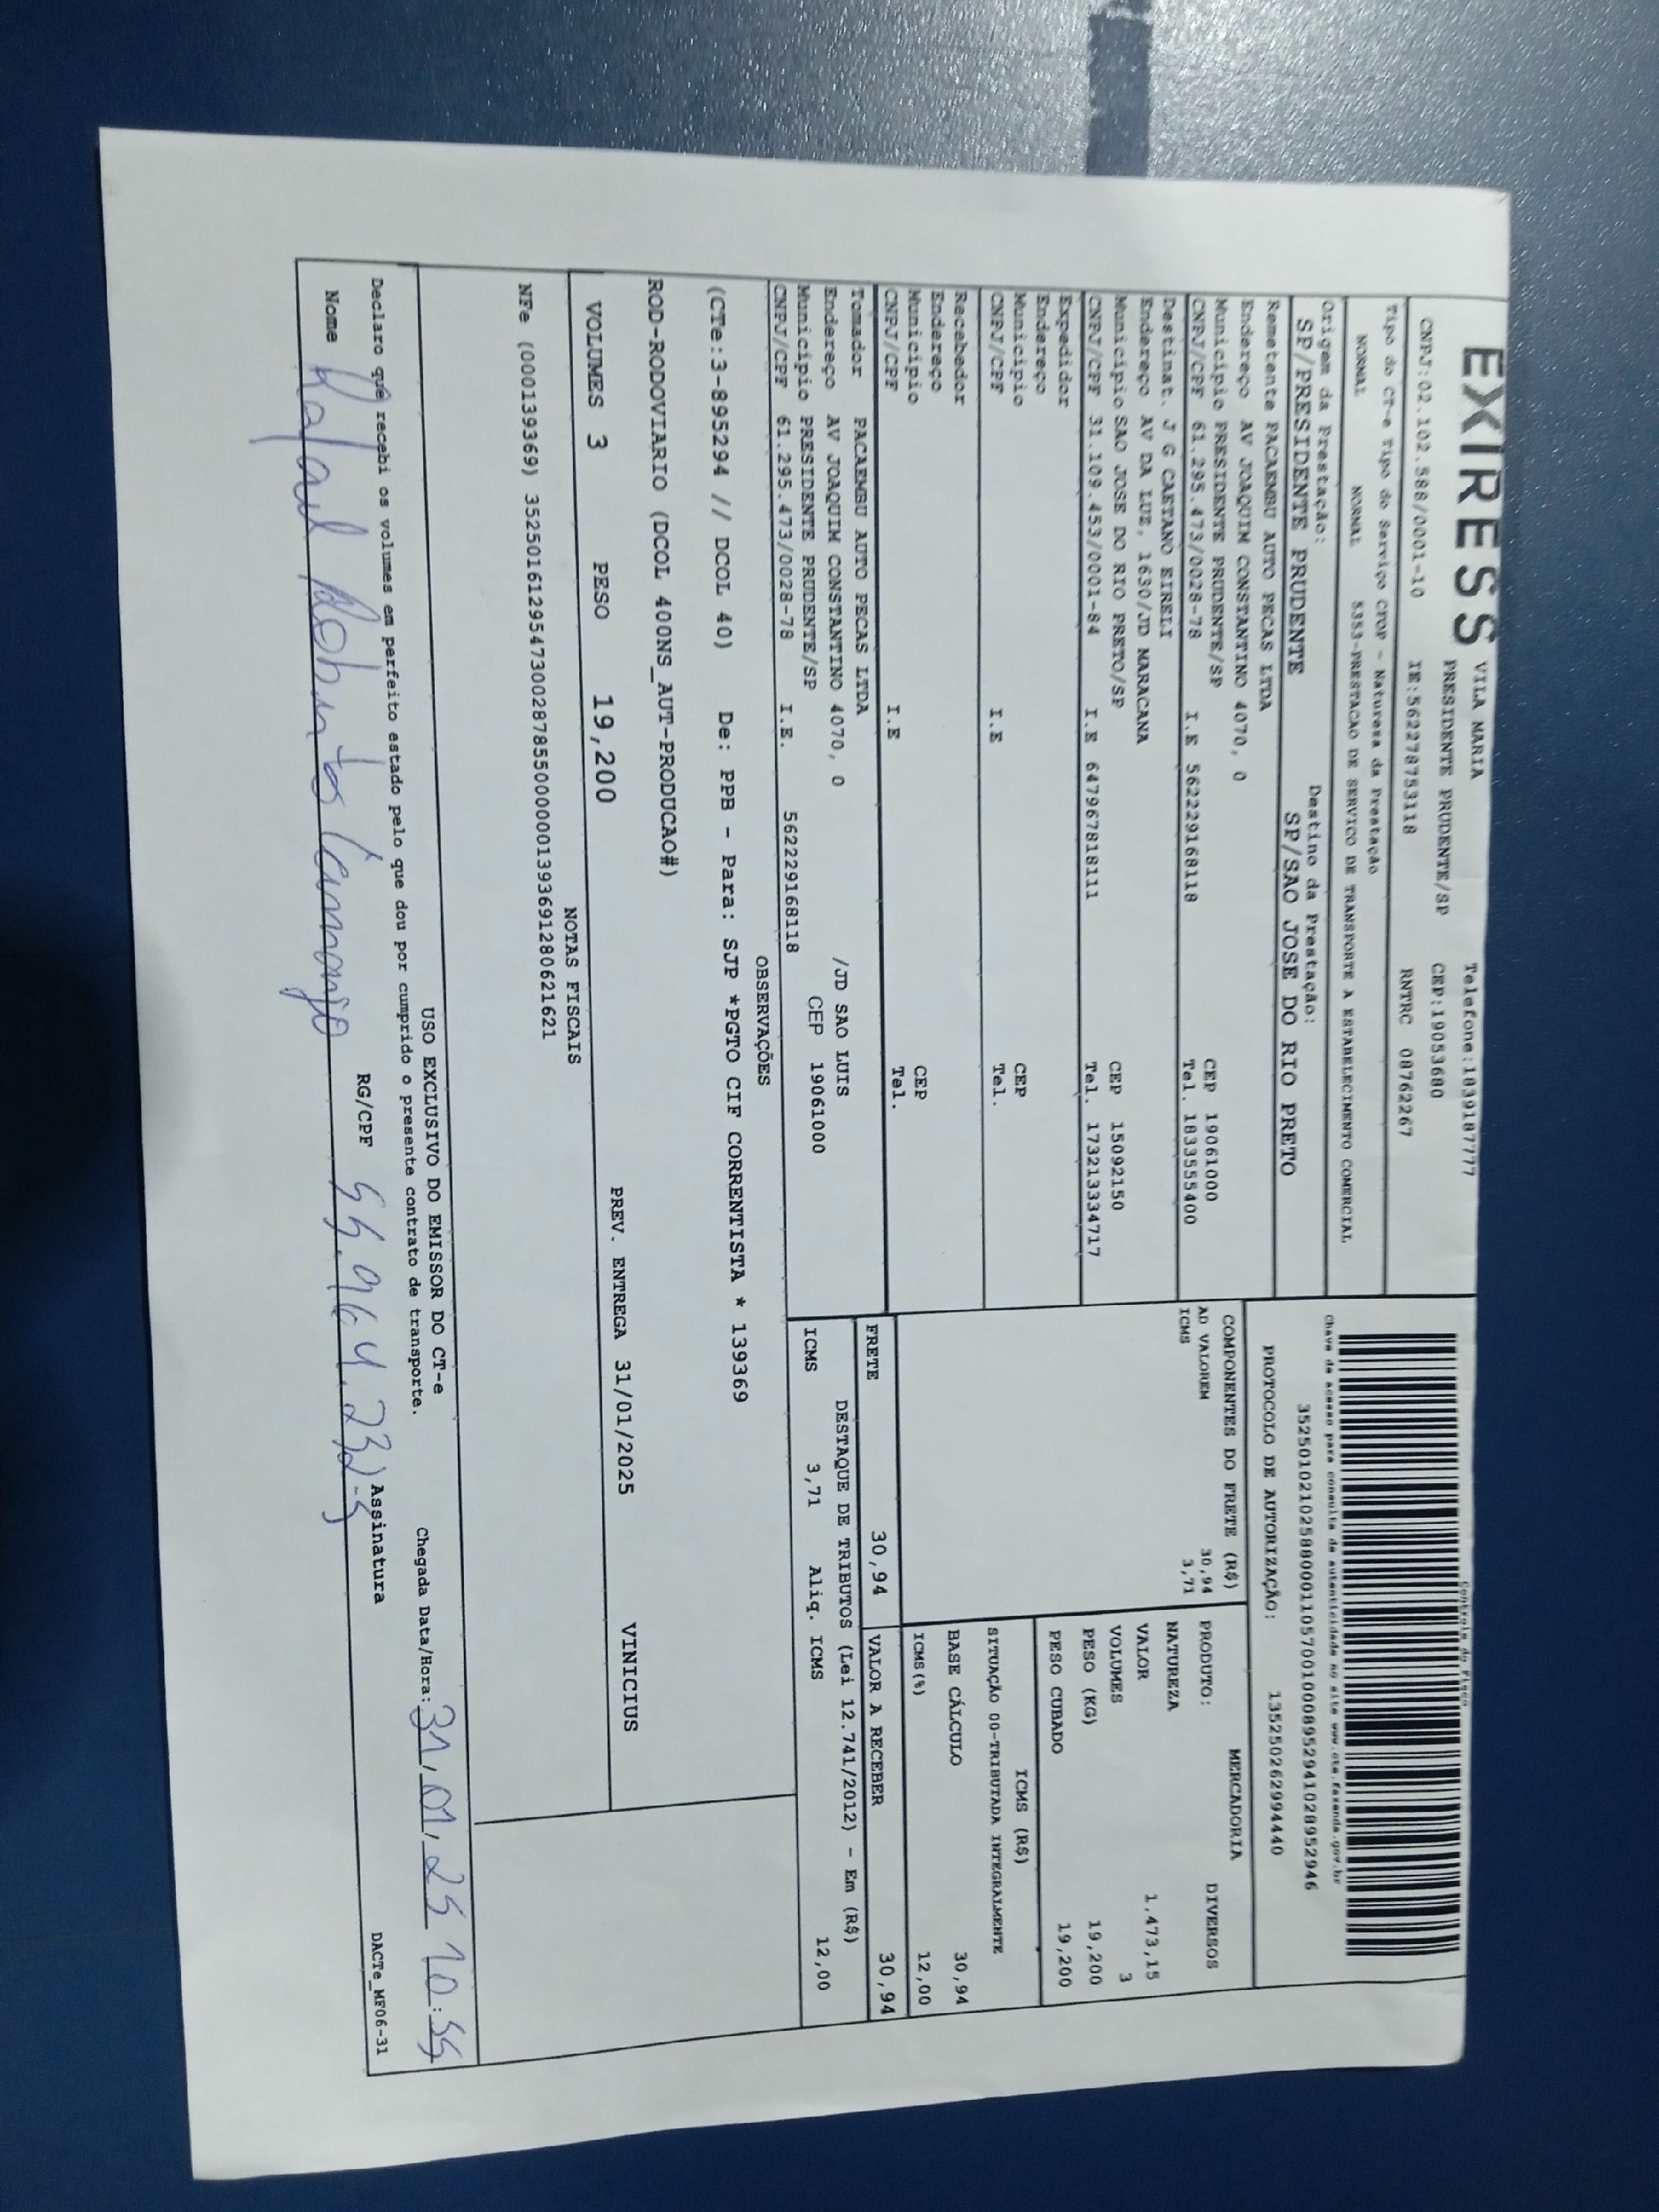 EXIRESS
VILA MARIA Telefone:1839187777
PRESIDENTE PRUDENTE/SP CEP:19053680
CNPJ:02.102.588/0001-10 IE:562278753118 RNTRC 08762267
Tipo do CT-e Tipo do Serviço CFOP - Natureza da Prestação
NORMAL NORMAL 5353-PRESTACAO DE SERVICO DE TRANSPORTE A ESTABELECIMENTO COMERCIAL
Origem da Prestação: Destino da Prestação:
SP/PRESIDENTE PRUDENTE SP/SAO JOSE DO RIO PRETO
Remetente PACAEMBU AUTO PECAS LTDA
Endereço AV JOAQUIM CONSTANTINO 4070, 0
Município PRESIDENTE PRUDENTE/SP CEP 19061000
CNPJ/CPF 61.295.473/0028-78 I.E 562229168118 Tel. 1833555400
Destinat. J G CAETANO EIRELI
Endereço AV DA LUZ, 1630/JD MARACANA
Município SAO JOSE DO RIO PRETO/SP CEP 15092150
CNPJ/CPF 31.109.453/0001-84 I.E 647967818111 Tel. 173213334717
Expedidor
Endereço
Município CEP
CNPJ/CPF I.E Tel.
Recebedor
Endereço
Município CEP
CNPJ/CPF I.E Tel.
Tomador PACAEMBU AUTO PECAS LTDA
Endereço AV JOAQUIM CONSTANTINO 4070, 0 /JD SAO LUIS
Município PRESIDENTE PRUDENTE/SP CEP 19061000
CNPJ/CPF 61.295.473/0028-78 I.E. 562229168118
Controle do Fisco
Chave de acesso para consulta de autenticidade no site www.cte.fazenda.gov.br
35250102102588000110570010008952941028952946
PROTOCOLO DE AUTORIZAÇÃO: 135250262994440
COMPONENTES DO FRETE (R$)
AD VALOREM 30,94
ICMS 3,71
MERCADORIA
PRODUTO: DIVERSOS
NATUREZA
VALOR 1.473,15
VOLUMES 3
PESO (KG) 19,200
PESO CUBADO 19,200
ICMS (R$)
SITUAÇÃO 00-TRIBUTADA INTEGRALMENTE
BASE CÁLCULO 30,94
ICMS(%) 12,00
FRETE 30,94 VALOR A RECEBER 30,94
DESTAQUE DE TRIBUTOS (Lei 12.741/2012) - Em (R$)
ICMS 3,71 Aliq. ICMS 12,00
OBSERVAÇÕES
(CTe:3-895294 // DCOL 40) De: PPB - Para: SJP *PGTO CIF CORRENTISTA * 139369
ROD-RODOVIARIO (DCOL 400NS_AUT-PRODUCAO#)
VOLUMES 3 PESO 19,200 PREV. ENTREGA 31/01/2025 VINICIUS
NOTAS FISCAIS
NFe (000139369) 35250161295473002878550000001393691280621621
USO EXCLUSIVO DO EMISSOR DO CT-e
Declaro que recebi os volumes em perfeito estado pelo que dou por cumprido o presente contrato de transporte. Chegada Data/Hora: 31/01/25 10:55
Nome Rafael RG/CPF Assinatura
DACTe_MF06-31